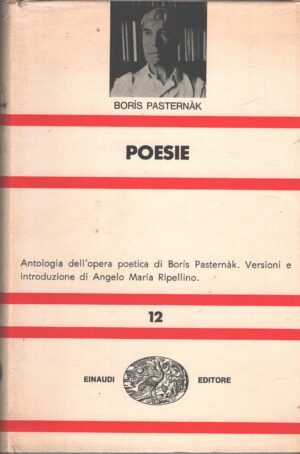 BORÍS PASTERNÀK
POESIE
Antologia dell'opera poetica di Borís Pasternàk. Versioni e
introduzione di Angelo Maria Ripellino.
12
EINAUDI EDITORE